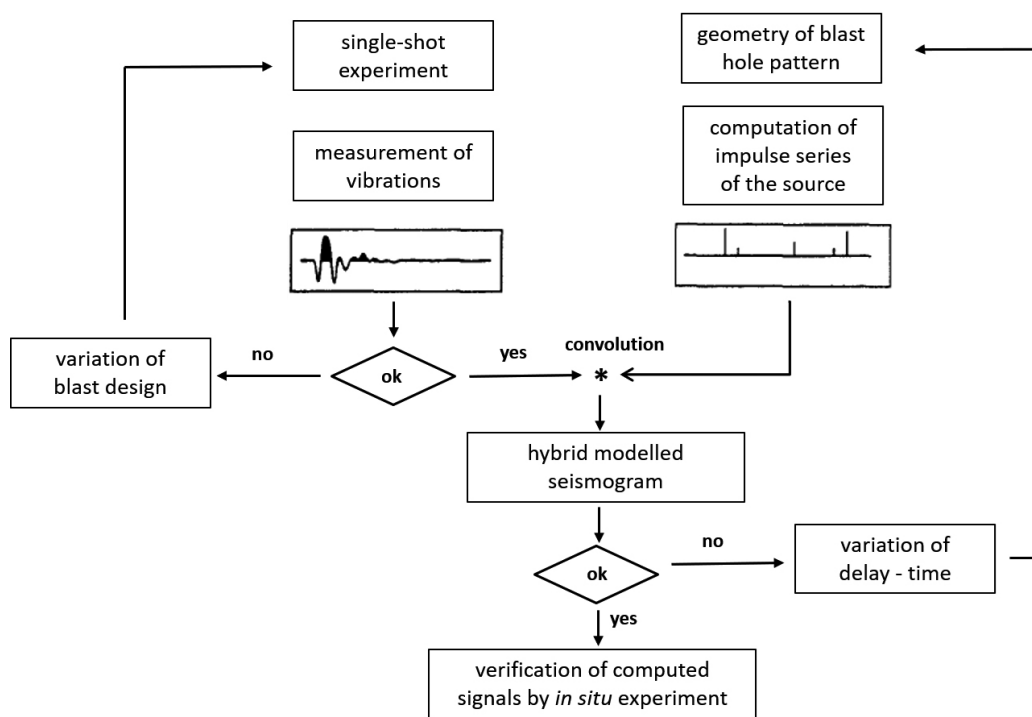 single-shot
experiment
geometry of blast
hole pattern
measurement of
vibrations
computation of
impulse series
of the source
variation of
blast design
no
ok
yes
convolution
*
hybrid modelled
seismogram
ok
no
variation of
delay - time
yes
verification of computed
signals by in situ experiment